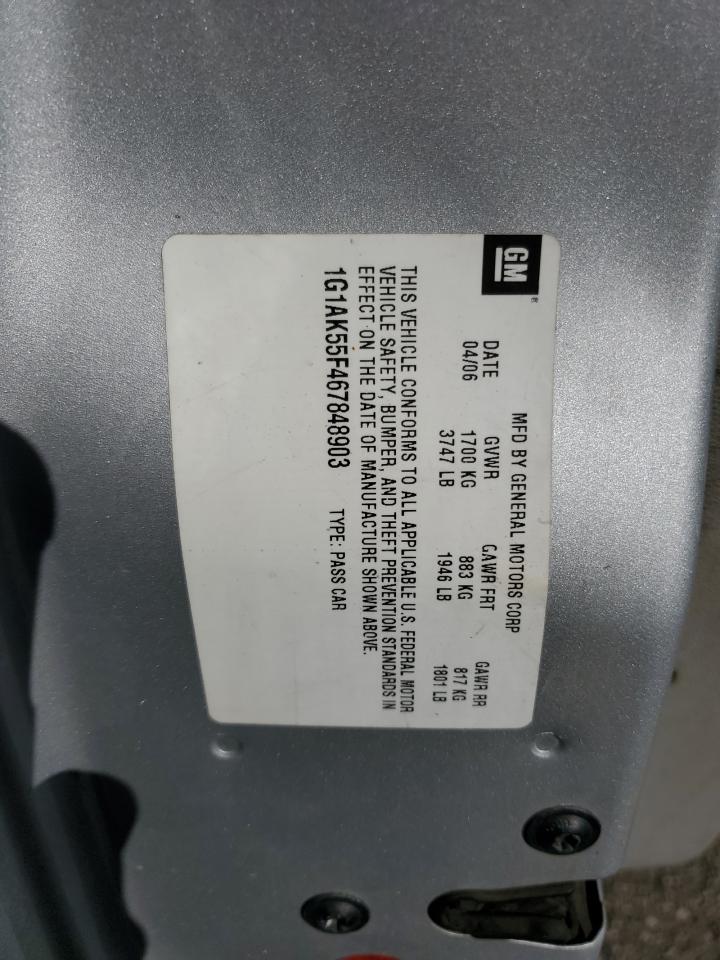 GM®
MFD BY GENERAL MOTORS CORP
DATE GVWR GAWR FRT GAWR RR
04/06 1700 KG 883 KG 817 KG
3747 LB 1946 LB 1801 LB
THIS VEHICLE CONFORMS TO ALL APPLICABLE U.S. FEDERAL MOTOR
VEHICLE SAFETY, BUMPER, AND THEFT PREVENTION STANDARDS IN
EFFECT ON THE DATE OF MANUFACTURE SHOWN ABOVE.
1G1AK55F467848903 TYPE: PASS CAR